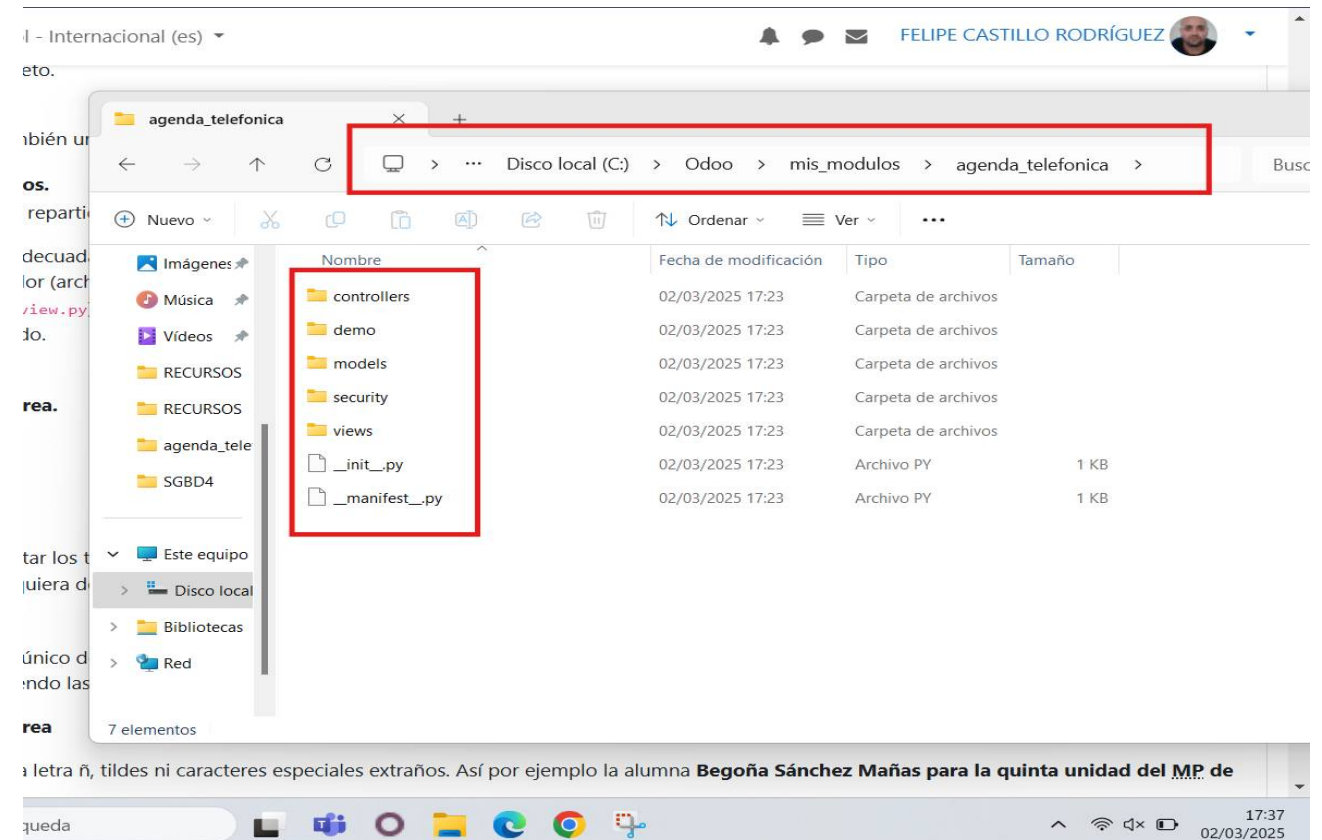 l - Internacional (es)
FELIPE CASTILLO RODRÍGUEZ
eto.
agenda_telefonica
Disco local (C:) > Odoo > mis_modulos > agenda_telefonica >
Busc
Nuevo
Ordenar
Ver
Nombre Fecha de modificación Tipo Tamaño
Imágenes
Música
Vídeos
RECURSOS
RECURSOS
agenda_tele
SGBD4
Este equipo
Disco local
Bibliotecas
Red
controllers 02/03/2025 17:23 Carpeta de archivos
demo 02/03/2025 17:23 Carpeta de archivos
models 02/03/2025 17:23 Carpeta de archivos
security 02/03/2025 17:23 Carpeta de archivos
views 02/03/2025 17:23 Carpeta de archivos
__init__.py 02/03/2025 17:23 Archivo PY 1 KB
__manifest__.py 02/03/2025 17:23 Archivo PY 1 KB
7 elementos
nbién un
os.
reparti
decuada
lor (arch
view.py
do.
rea.
tar los t
quiera d
único d
endo las
rea
a letra ñ, tildes ni caracteres especiales extraños. Así por ejemplo la alumna Begoña Sánchez Mañas para la quinta unidad del MP de
queda
17:37
02/03/2025